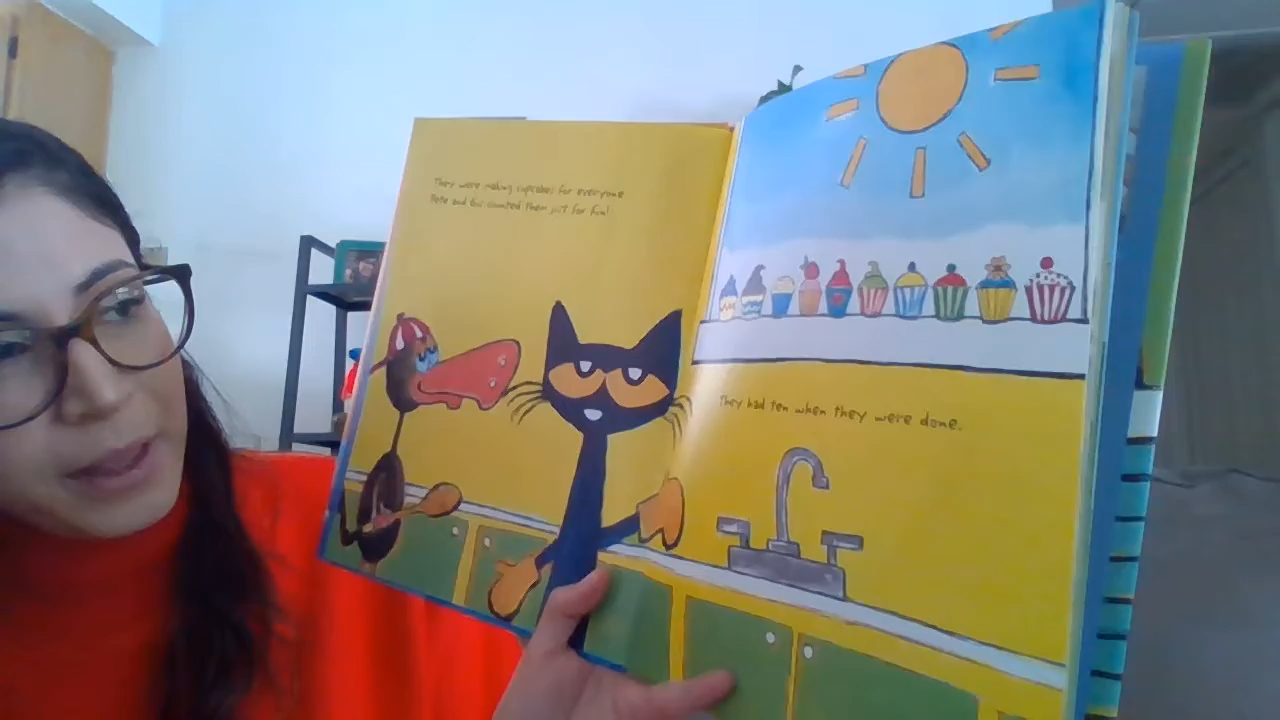 They were making cupcakes for everyone
Pete and Gus counted them just for fun!
They had ten when they were done.